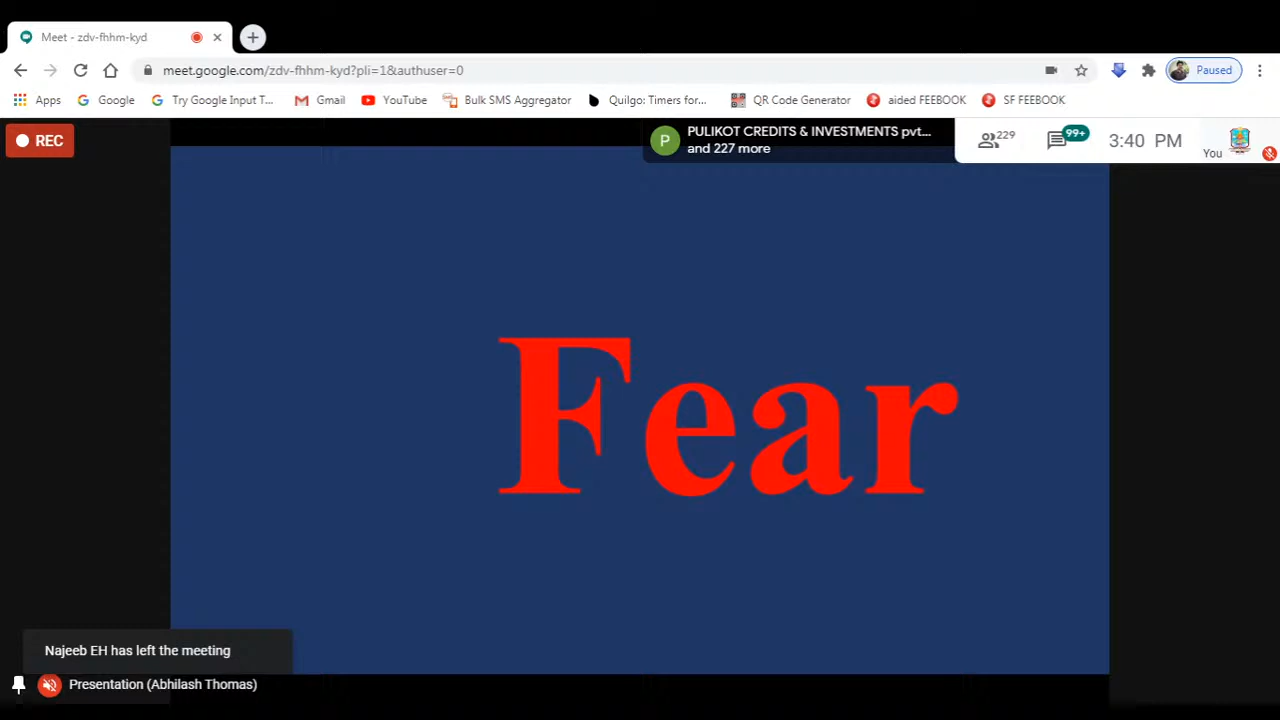 Meet - zdv-fhhm-kyd
meet.google.com/zdv-fhhm-kyd?pli=1&authuser=0
Paused
Apps Google Try Google Input T... Gmail YouTube Bulk SMS Aggregator Quilgo: Timers for... QR Code Generator aided FEEBOOK SF FEEBOOK
REC
P
PULIKOT CREDITS & INVESTMENTS pvt...
and 227 more
229
99+
3:40 PM
You
Fear
Najeeb EH has left the meeting
Presentation (Abhilash Thomas)